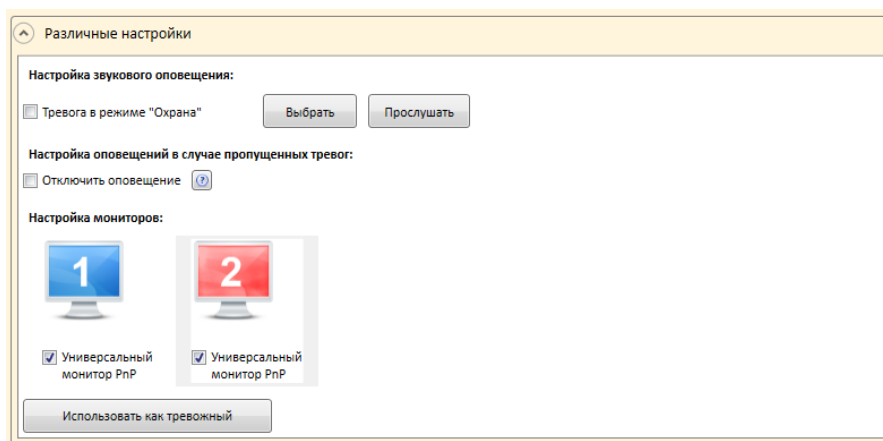 Различные настройки
Настройка звукового оповещения:
Тревога в режиме "Охрана" Выбрать Прослушать
Настройка оповещений в случае пропущенных тревог:
Отключить оповещение ?
Настройка мониторов:
1 2
Универсальный Универсальный
монитор PnP монитор PnP
Использовать как тревожный